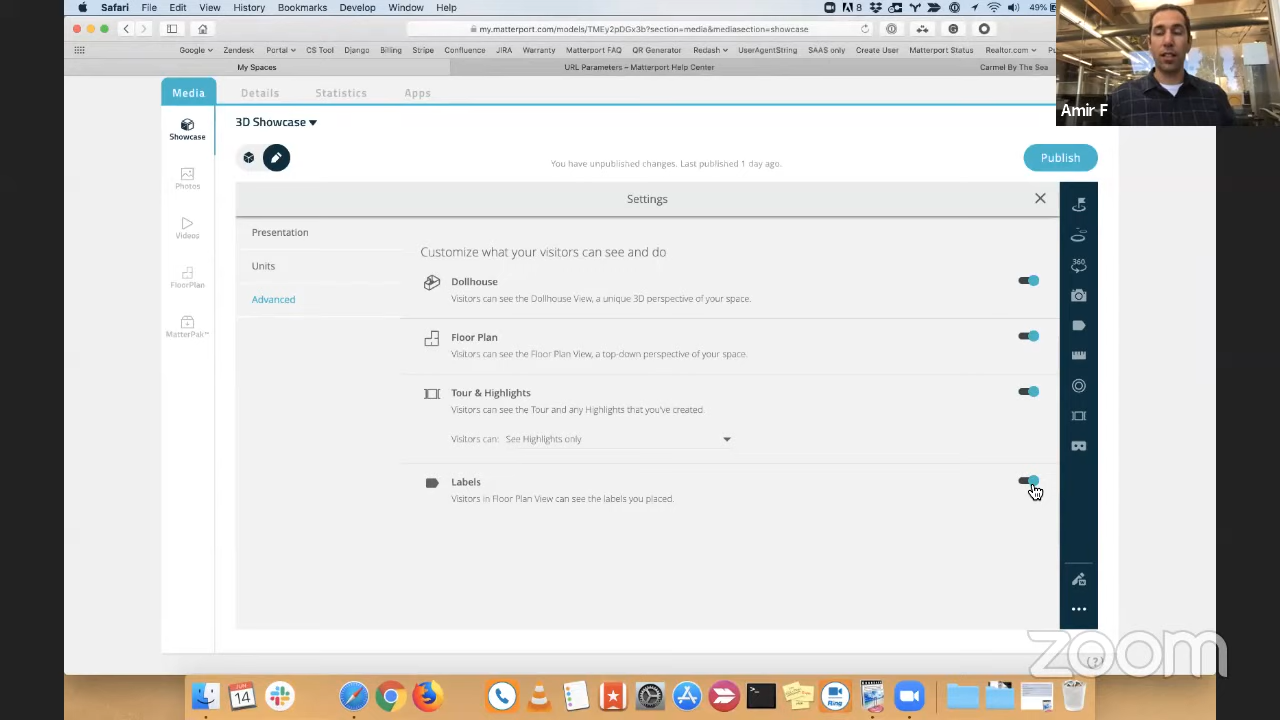 Safari File Edit View History Bookmarks Develop Window Help
8
49%
my.matterport.com/models/TMEy2pDGx3b?section=media&mediasection=showcase
Google Zendesk Portal CS Tool Django Billing Stripe Confluence JIRA Warranty Matterport FAQ QR Generator Redash UserAgentString SAAS only Create User Matterport Status Realtor.com
My Spaces
URL Parameters – Matterport Help Center
Carmel By The Sea
Amir F
Media
Details
Statistics
Apps
Showcase
3D Showcase
You have unpublished changes. Last published 1 day ago.
Publish
Photos
Videos
FloorPlan
MatterPak™
Settings
Presentation
Units
Advanced
Customize what your visitors can see and do
Dollhouse
Visitors can see the Dollhouse View, a unique 3D perspective of your space.
Floor Plan
Visitors can see the Floor Plan View, a top-down perspective of your space.
Tour & Highlights
Visitors can see the Tour and any Highlights that you've created.
Visitors can: See Highlights only
Labels
Visitors in Floor Plan View can see the labels you placed.
360
zoom
(?)
14
Ring